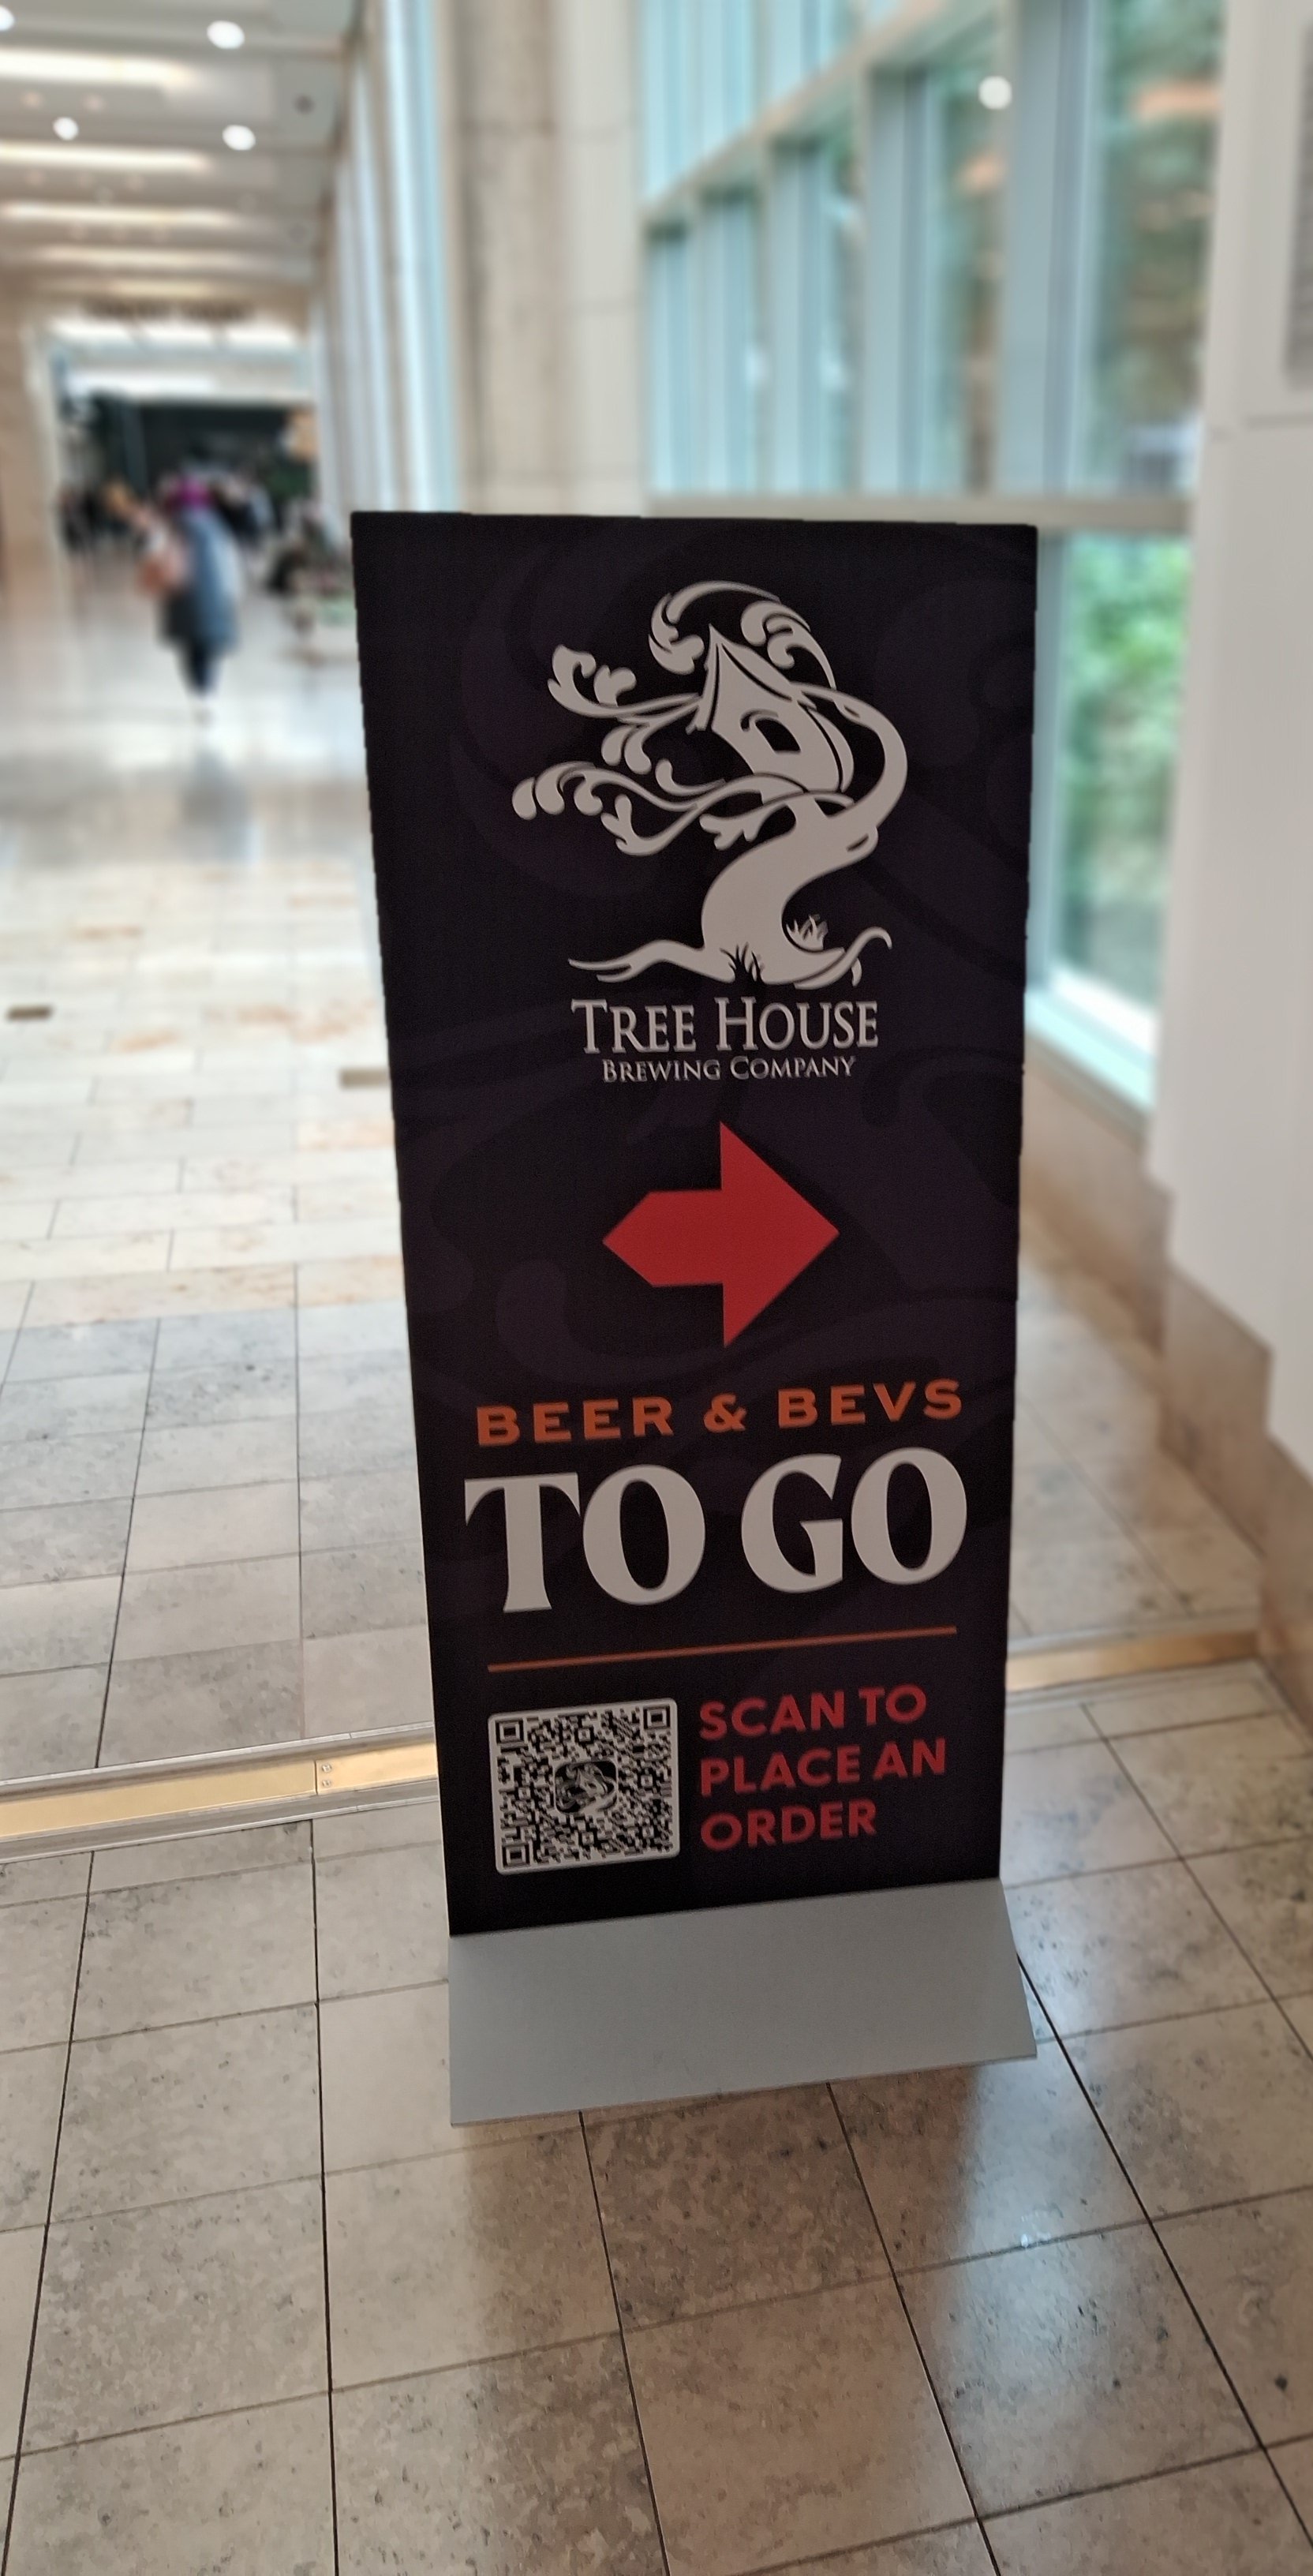 TREE HOUSE
BREWING COMPANY
BEER & BEVS
TO GO
SCAN TO
PLACE AN
ORDER